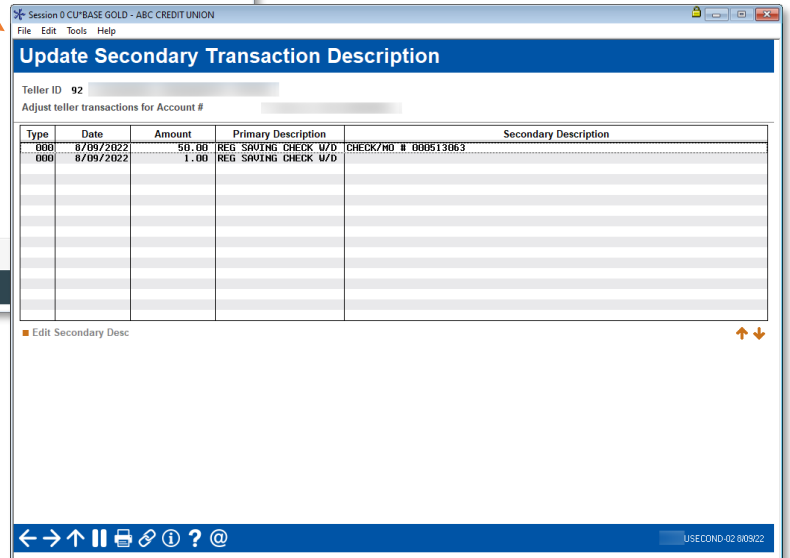 Session 0 CU*BASE GOLD - ABC CREDIT UNION
File Edit Tools Help
Update Secondary Transaction Description
Teller ID 92
Adjust teller transactions for Account #
Type Date Amount Primary Description Secondary Description
000 8/09/2022 50.00 REG SAVING CHECK W/D CHECK/MO # 000513063
000 8/09/2022 1.00 REG SAVING CHECK W/D
Edit Secondary Desc
USECOND-02 8/09/22